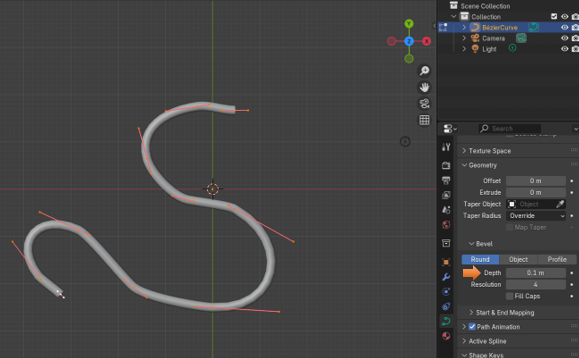 Scene Collection
Collection
BézierCurve
Camera
Light
Y
Z
X
Search
Texture Space
Geometry
Offset 0 m
Extrude 0 m
Taper Object Object
Taper Radius Override
Map Taper
Bevel
Round Object Profile
Depth 0.1 m
Resolution 4
Fill Caps
Start & End Mapping
Path Animation
Active Spline
Shape Keys